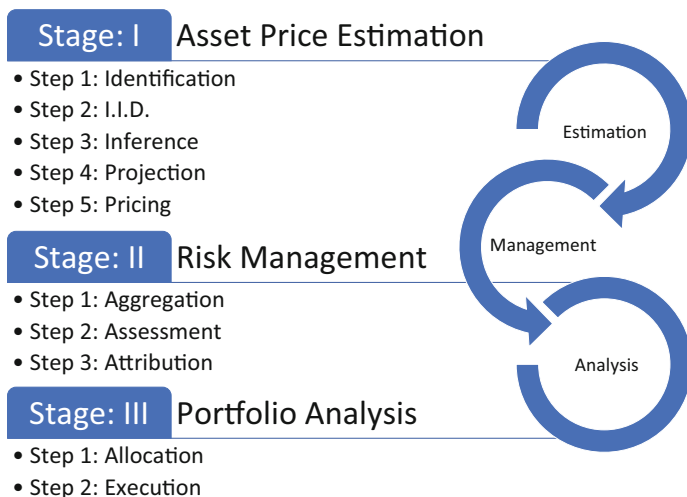 Stage: I Asset Price Estimation
• Step 1: Identification
• Step 2: I.I.D.
• Step 3: Inference
• Step 4: Projection
• Step 5: Pricing
Estimation
Management
Stage: II Risk Management
• Step 1: Aggregation
• Step 2: Assessment
• Step 3: Attribution
Analysis
Stage: III Portfolio Analysis
• Step 1: Allocation
• Step 2: Execution